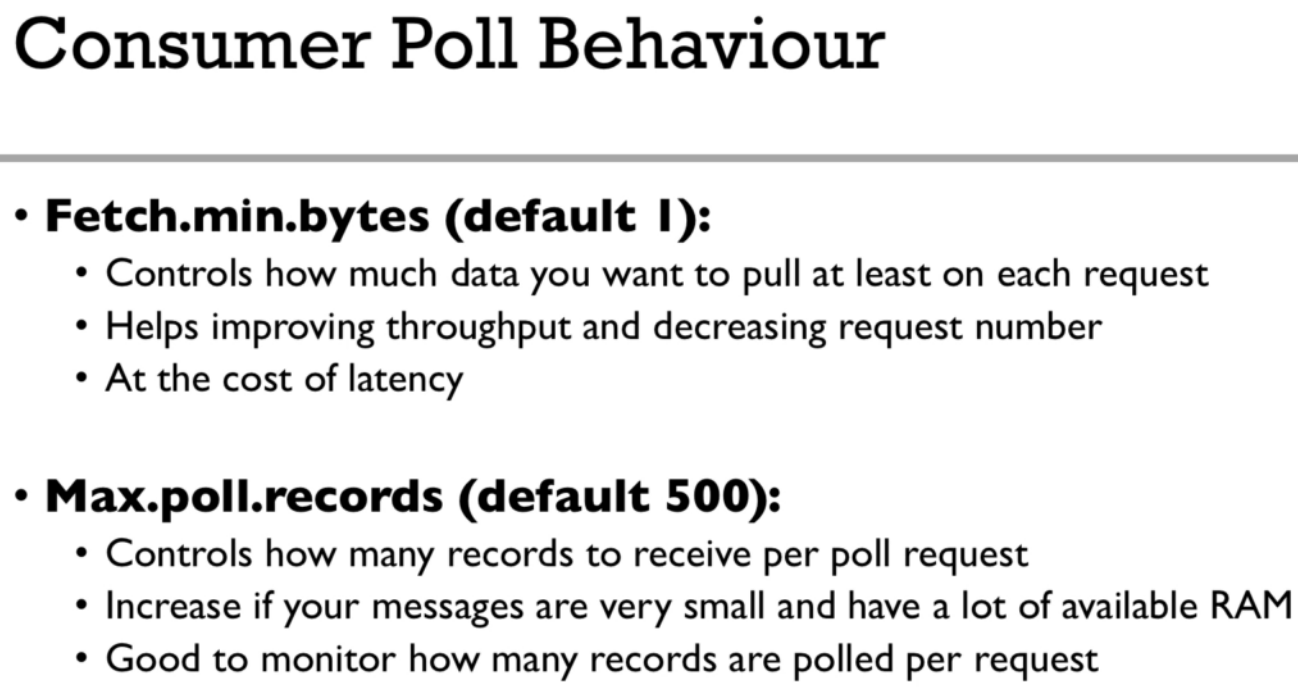 Consumer Poll Behaviour
• Fetch.min.bytes (default 1):
• Controls how much data you want to pull at least on each request
• Helps improving throughput and decreasing request number
• At the cost of latency
• Max.poll.records (default 500):
• Controls how many records to receive per poll request
• Increase if your messages are very small and have a lot of available RAM
• Good to monitor how many records are polled per request